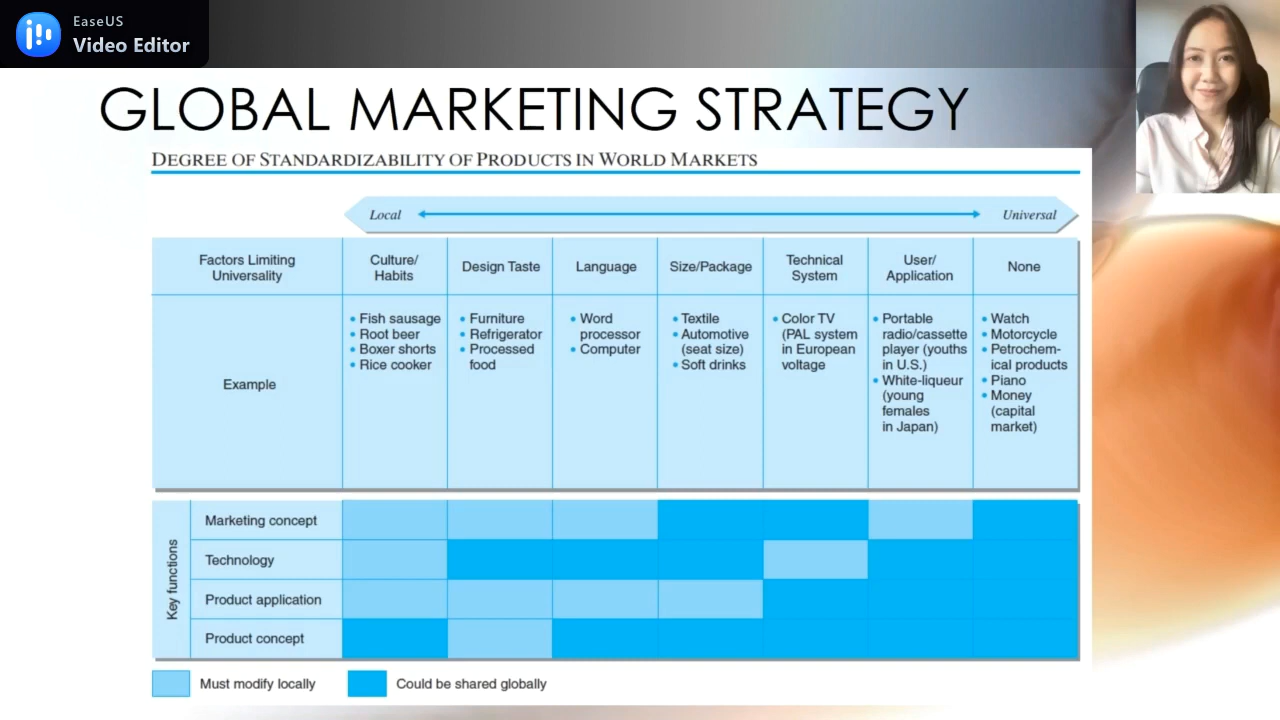 EaseUS
Video Editor
GLOBAL MARKETING STRATEGY
DEGREE OF STANDARDIZABILITY OF PRODUCTS IN WORLD MARKETS
Local
Universal
Factors Limiting
Universality
Culture/
Habits
Design Taste
Language
Size/Package
Technical
System
User/
Application
None
Example
• Fish sausage
• Root beer
• Boxer shorts
• Rice cooker
• Furniture
• Refrigerator
• Processed
food
• Word
processor
• Computer
• Textile
• Automotive
(seat size)
• Soft drinks
• Color TV
(PAL system
in European
voltage
• Portable
radio/cassette
player (youths
in U.S.)
• White-liqueur
(young
females
in Japan)
• Watch
• Motorcycle
• Petrochem-
ical products
• Piano
• Money
(capital
market)
Key functions
Marketing concept
Technology
Product application
Product concept
Must modify locally
Could be shared globally